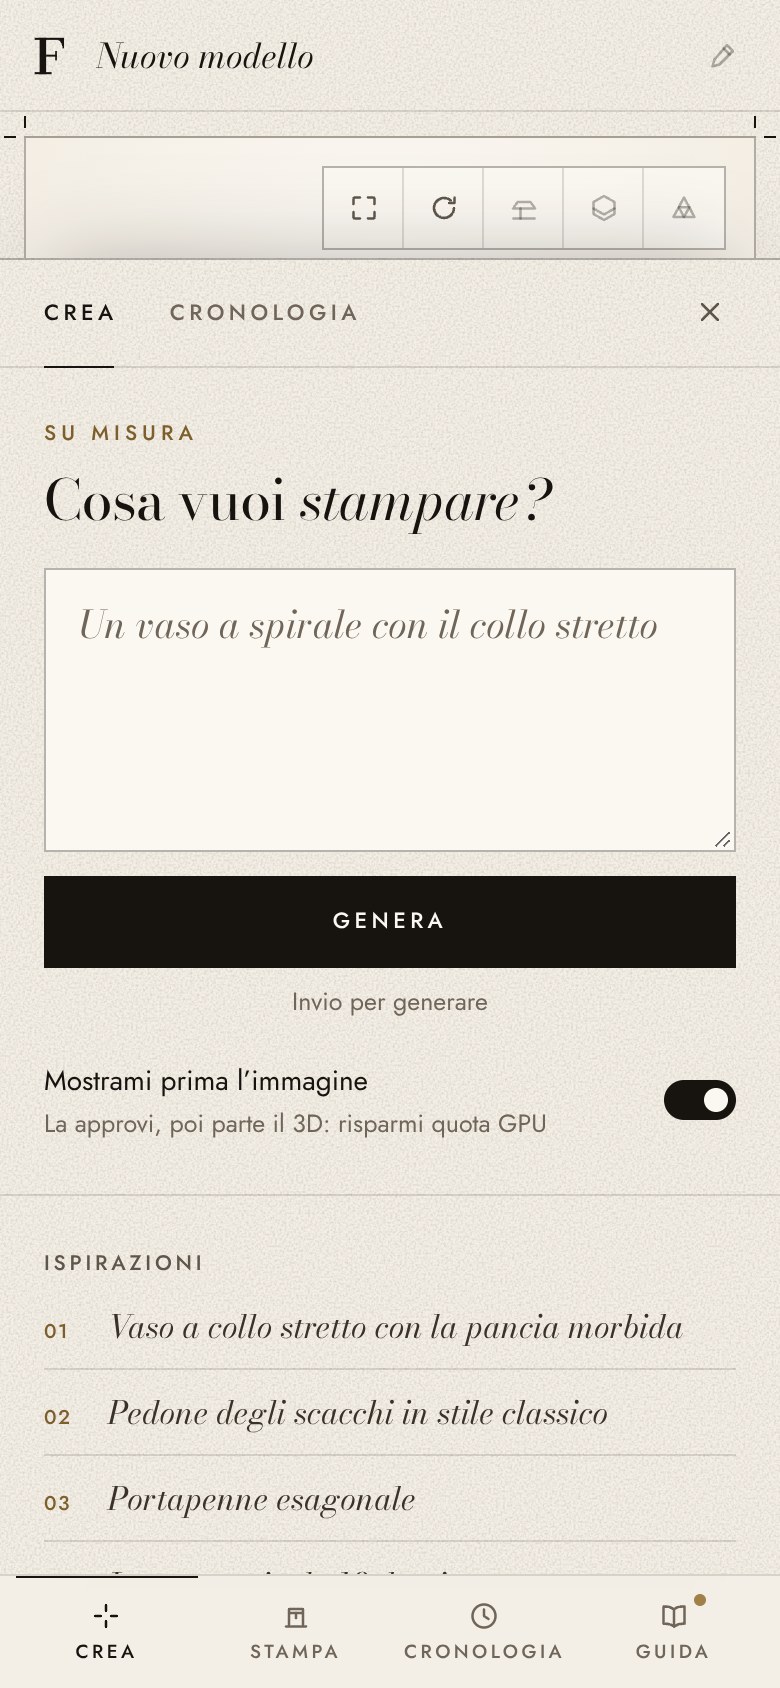 F Nuovo modello
CREA CRONOLOGIA
SU MISURA
Cosa vuoi stampare?
Un vaso a spirale con il collo stretto
GENERA
Invio per generare
Mostrami prima l’immagine
La approvi, poi parte il 3D: risparmi quota GPU
ISPIRAZIONI
01 Vaso a collo stretto con la pancia morbida
02 Pedone degli scacchi in stile classico
03 Portapenne esagonale
CREA STAMPA CRONOLOGIA GUIDA